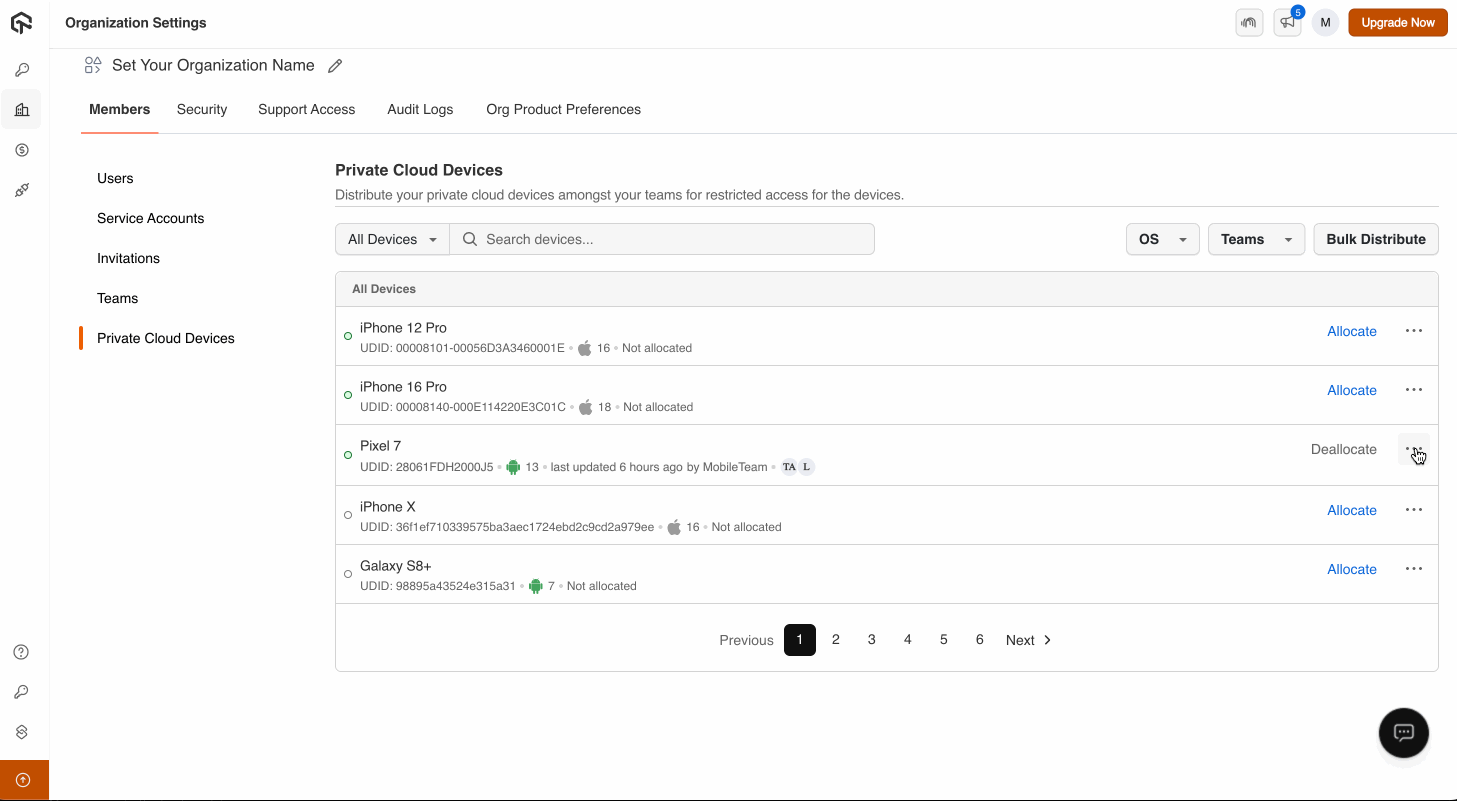 Organization Settings
5
M
Upgrade Now
Set Your Organization Name
Members Security Support Access Audit Logs Org Product Preferences
Users
Service Accounts
Invitations
Teams
Private Cloud Devices
Private Cloud Devices
Distribute your private cloud devices amongst your teams for restricted access for the devices.
All Devices Search devices... OS Teams Bulk Distribute
All Devices
iPhone 12 Pro
UDID: 00008101-00056D3A3460001E 16 Not allocated
Allocate
iPhone 16 Pro
UDID: 00008140-000E114220E3C01C 18 Not allocated
Allocate
Pixel 7
UDID: 28061FDH2000J5 13 last updated 6 hours ago by MobileTeam TA L
Deallocate
iPhone X
UDID: 36f1ef710339575ba3aec1724ebd2c9cd2a979ee 16 Not allocated
Allocate
Galaxy S8+
UDID: 98895a43524e315a31 7 Not allocated
Allocate
Previous 1 2 3 4 5 6 Next